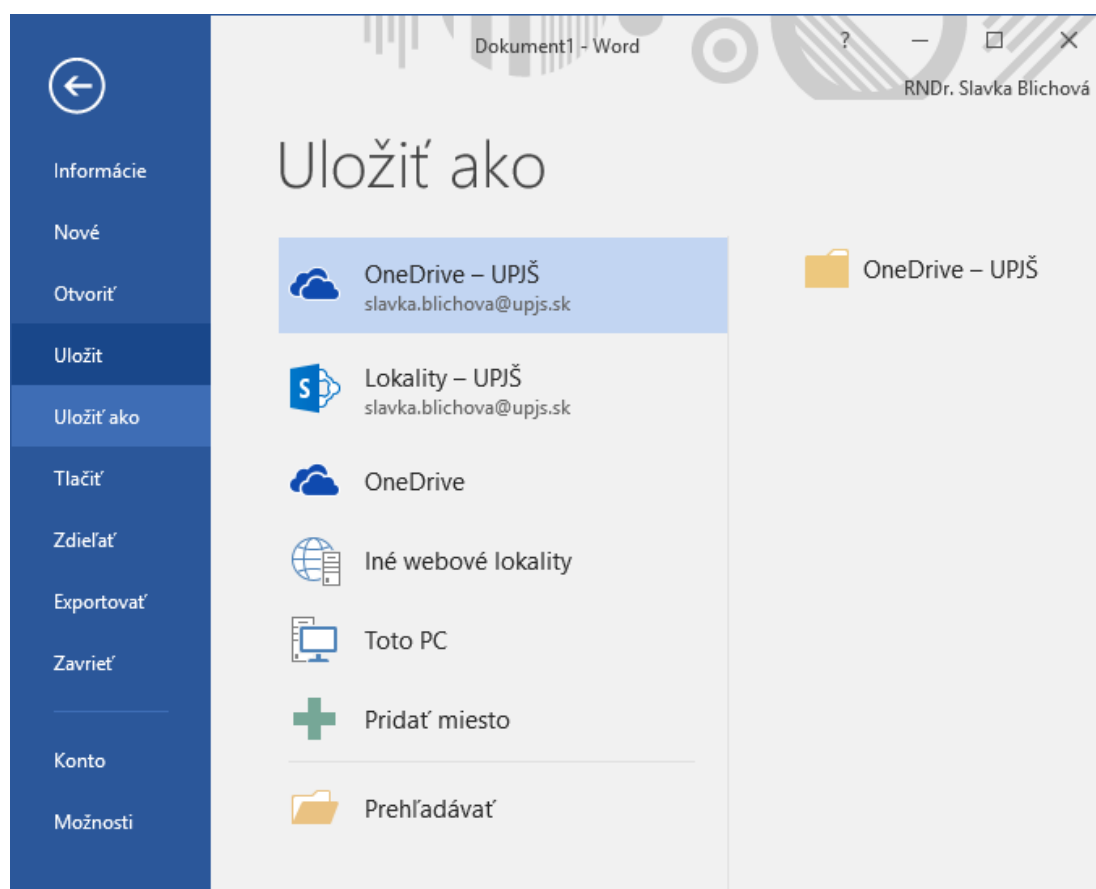 Dokument1 - Word
?
RNDr. Slavka Blichová
Informácie
Nové
Otvoriť
Uložit
Uložiť ako
Tlačiť
Zdieľať
Exportovať
Zavrieť
Konto
Možnosti
Uložiť ako
OneDrive – UPJŠ
slavka.blichova@upjs.sk
Lokality – UPJŠ
slavka.blichova@upjs.sk
OneDrive
Iné webové lokality
Toto PC
Pridať miesto
Prehľadávať
OneDrive – UPJŠ